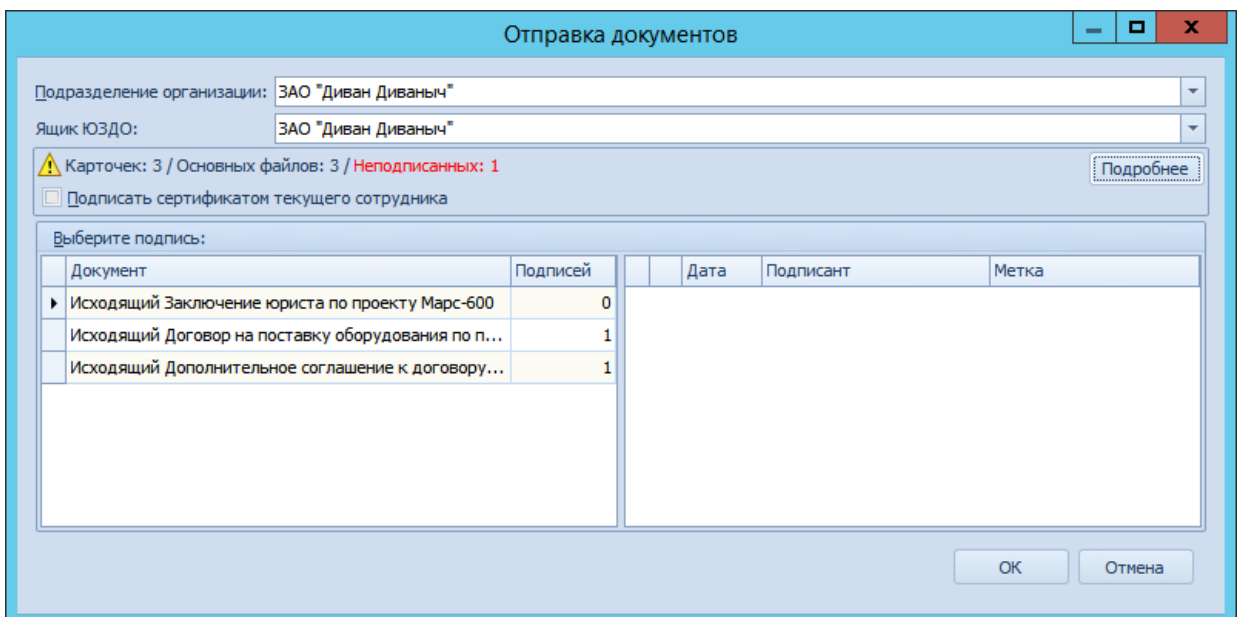 Отправка документов
Подразделение организации: ЗАО "Диван Диваныч"
Ящик ЮЗДО: ЗАО "Диван Диваныч"
Карточек: 3 / Основных файлов: 3 / Неподписанных: 1
Подробнее
Подписать сертификатом текущего сотрудника
Выберите подпись:
Документ Подписей Дата Подписант Метка
Исходящий Заключение юриста по проекту Марс-600 0
Исходящий Договор на поставку оборудования по п... 1
Исходящий Дополнительное соглашение к договору... 1
ОК Отмена